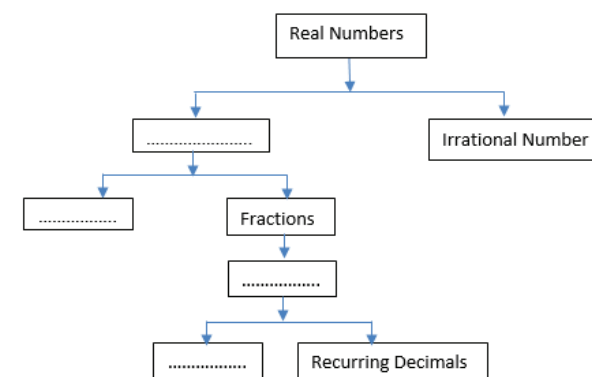 Real Numbers
........................
Irrational Number
.................
Fractions
.................
.................
Recurring Decimals